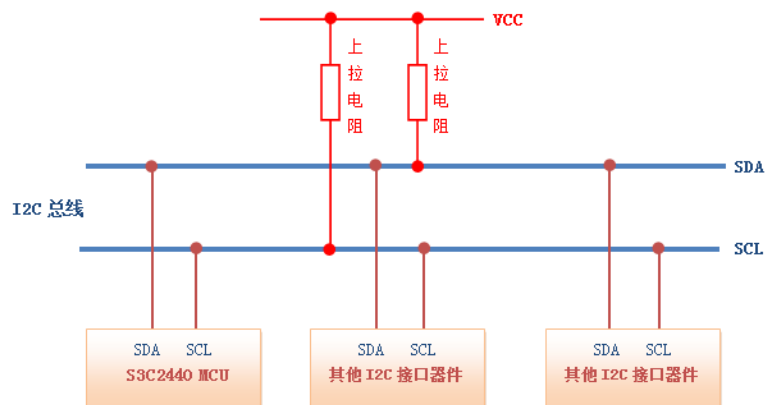 VCC
上拉电阻
上拉电阻
SDA
I2C 总线
SCL
SDA SCL
S3C2440 MCU
SDA SCL
其他 I2C 接口器件
SDA SCL
其他 I2C 接口器件